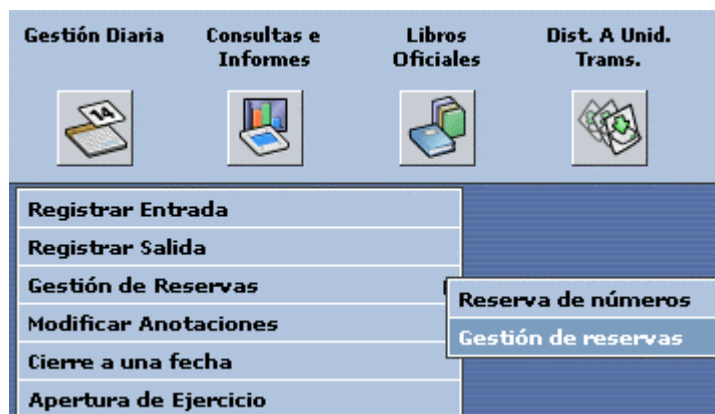 Gestión Diaria
Consultas e
Informes
Libros
Oficiales
Dist. A Unid.
Trams.
14
Registrar Entrada
Registrar Salida
Gestión de Reservas
Reserva de números
Modificar Anotaciones
Gestión de reservas
Cierre a una fecha
Apertura de Ejercicio